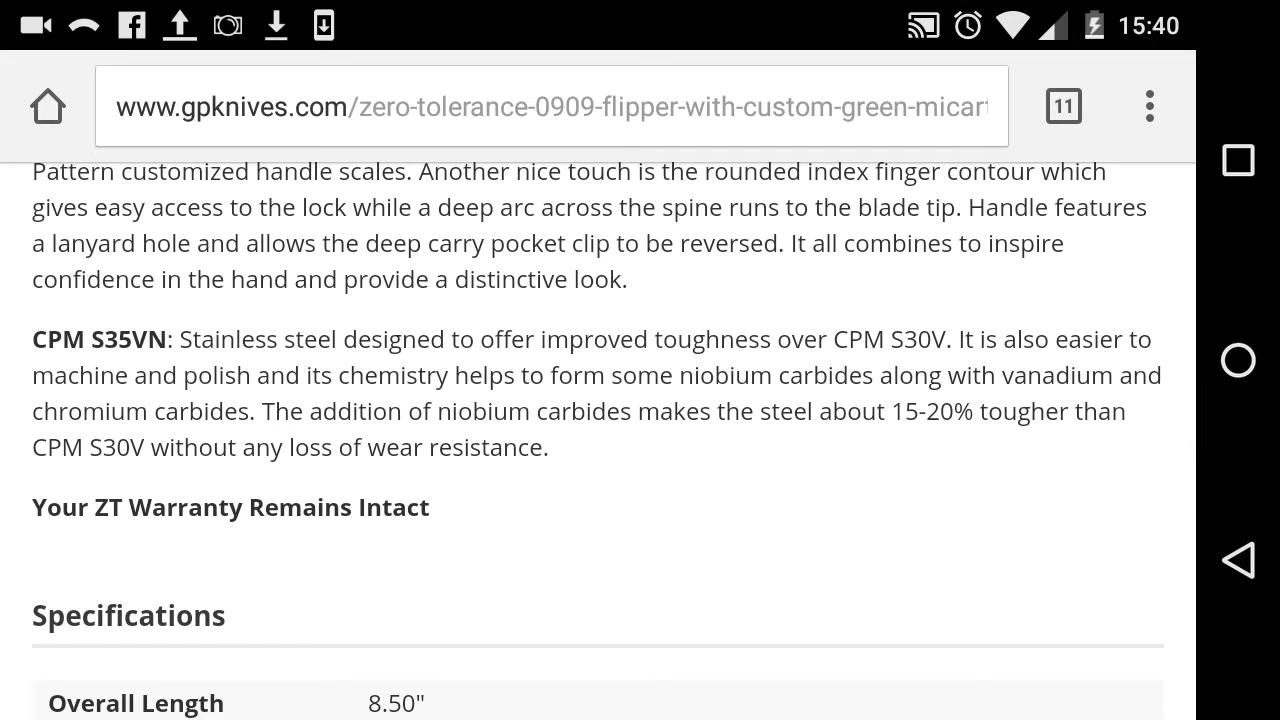 15:40
www.gpknives.com/zero-tolerance-0909-flipper-with-custom-green-micart
11
Pattern customized handle scales. Another nice touch is the rounded index finger contour which
gives easy access to the lock while a deep arc across the spine runs to the blade tip. Handle features
a lanyard hole and allows the deep carry pocket clip to be reversed. It all combines to inspire
confidence in the hand and provide a distinctive look.
CPM S35VN: Stainless steel designed to offer improved toughness over CPM S30V. It is also easier to
machine and polish and its chemistry helps to form some niobium carbides along with vanadium and
chromium carbides. The addition of niobium carbides makes the steel about 15-20% tougher than
CPM S30V without any loss of wear resistance.
Your ZT Warranty Remains Intact
Specifications
Overall Length 8.50"